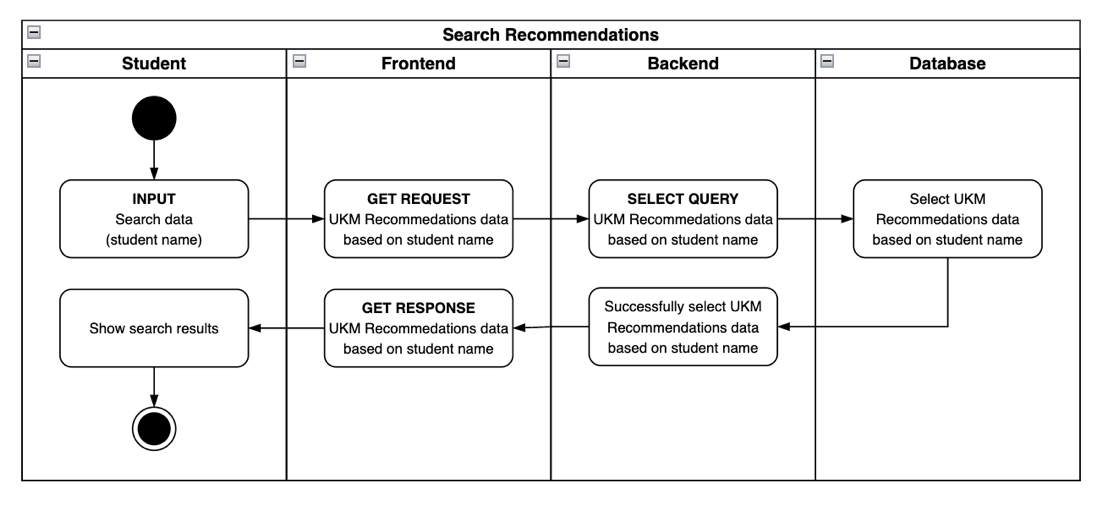 Search Recommendations
Student
Frontend
Backend
Database
INPUT
Search data
(student name)
GET REQUEST
UKM Recommedations data
based on student name
SELECT QUERY
UKM Recommedations data
based on student name
Select UKM
Recommedations data
based on student name
Show search results
GET RESPONSE
UKM Recommedations data
based on student name
Successfully select UKM
Recommendations data
based on student name